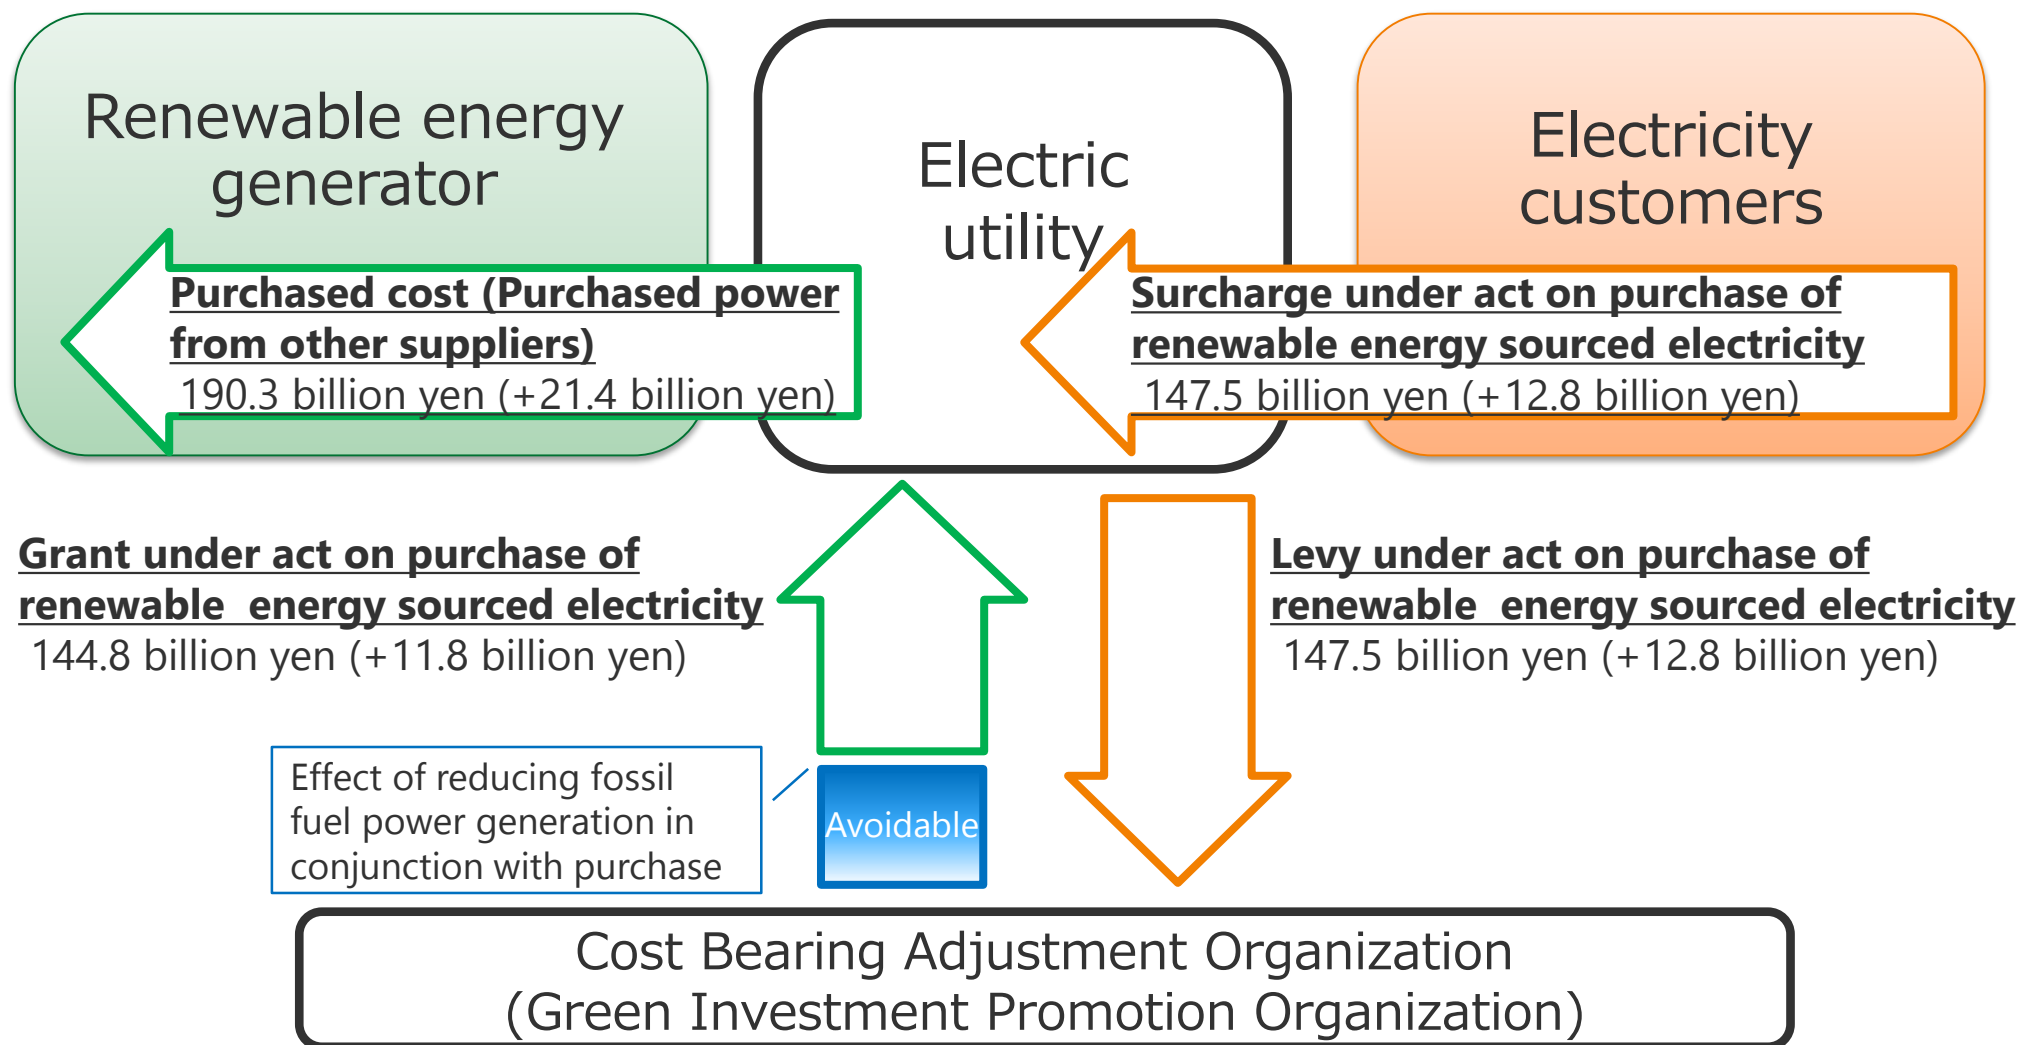 Renewable energy
generator
Electric
utility
Electricity
customers
Purchased cost (Purchased power
from other suppliers)
190.3 billion yen (+21.4 billion yen)
Surcharge under act on purchase of
renewable energy sourced electricity
147.5 billion yen (+12.8 billion yen)
Grant under act on purchase of
renewable  energy sourced electricity
144.8 billion yen (+11.8 billion yen)
Levy under act on purchase of
renewable  energy sourced electricity
147.5 billion yen (+12.8 billion yen)
Effect of reducing fossil
fuel power generation in
conjunction with purchase
Avoidable
Cost Bearing Adjustment Organization
(Green Investment Promotion Organization)